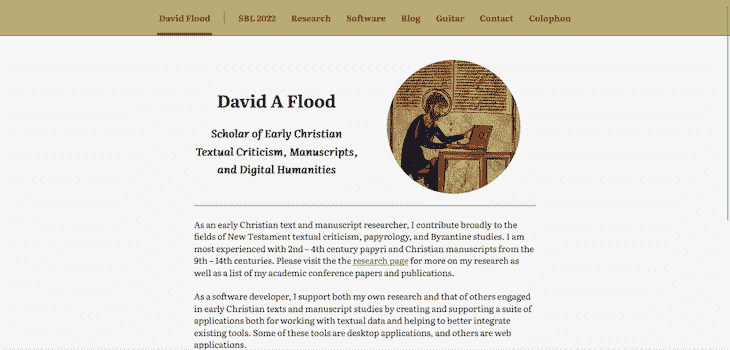 David Flood SBL 2022 Research Software Blog Guitar Contact Colophon
David A Flood
Scholar of Early Christian
Textual Criticism, Manuscripts,
and Digital Humanities
As an early Christian text and manuscript researcher, I contribute broadly to the
fields of New Testament textual criticism, papyrology, and Byzantine studies. I am
most experienced with 2nd – 4th century papyri and Christian manuscripts from the
9th – 14th centuries. Please visit the the research page for more on my research as
well as a list of my academic conference papers and publications.
As a software developer, I support both my own research and that of others engaged
in early Christian texts and manuscript studies by creating and supporting a suite of
applications both for working with textual data and helping to better integrate
existing tools. Some of these tools are desktop applications, and others are web
applications.